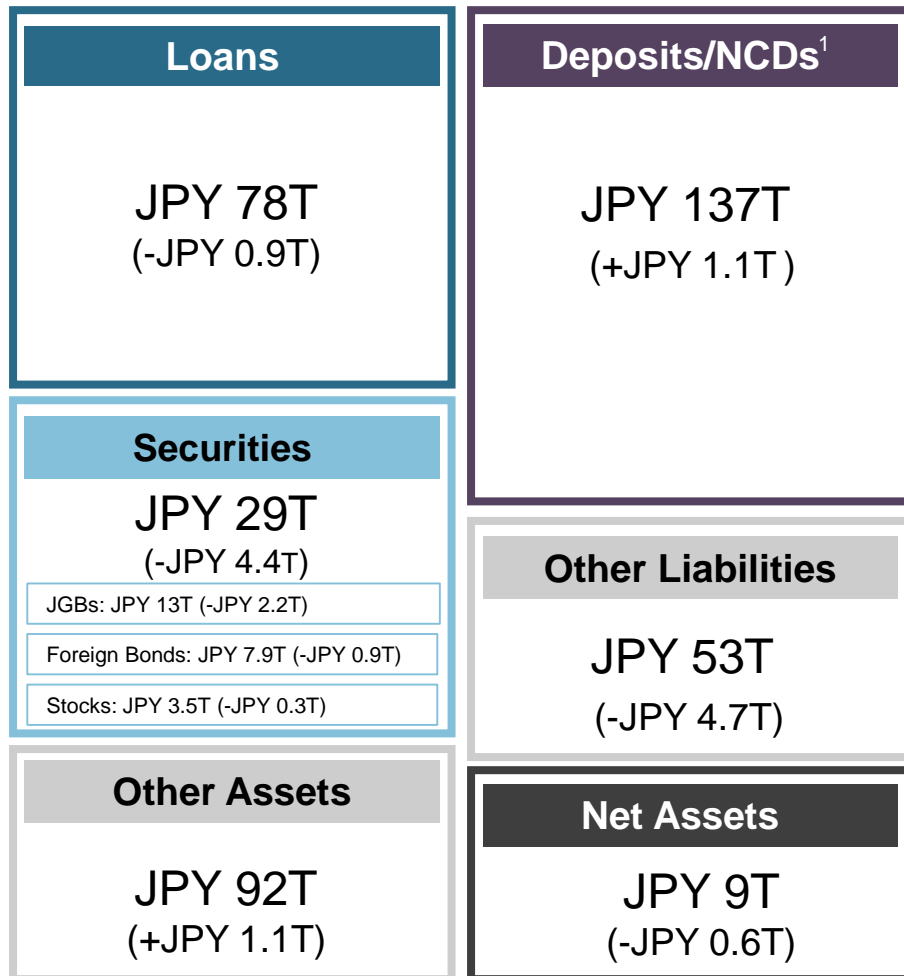 Loans
JPY 78T
(-JPY 0.9T)
Securities
JPY 29T
(-JPY 4.4T)
JGBs: JPY 13T (-JPY 2.2T)
Foreign Bonds: JPY 7.9T (-JPY 0.9T)
Stocks: JPY 3.5T (-JPY 0.3T)
Other Assets
JPY 92T
(+JPY 1.1T)
Deposits/NCDs1
JPY 137T
(+JPY 1.1T )
Other Liabilities
JPY 53T
(-JPY 4.7T)
Net Assets
JPY 9T
(-JPY 0.6T)